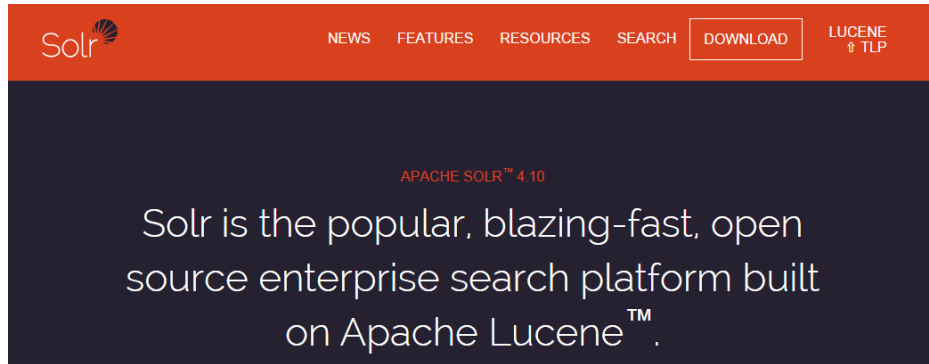 Solr
NEWS FEATURES RESOURCES SEARCH DOWNLOAD LUCENE
⇧ TLP
APACHE SOLR™ 4.10
Solr is the popular, blazing-fast, open
source enterprise search platform built
on Apache Lucene™.